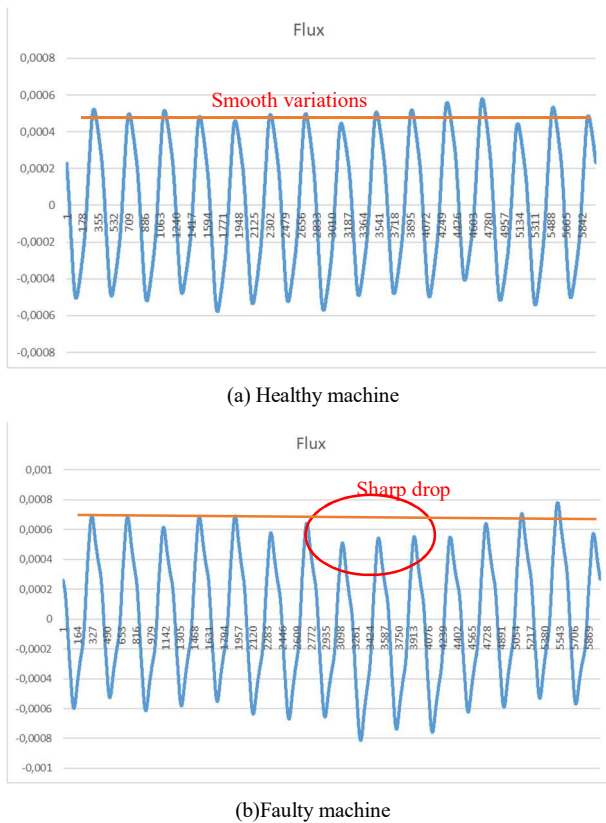 Flux
0,0008
Smooth variations
0,0006
0,0004
0,0002
0
-0,0002
-0,0004
-0,0006
-0,0008
1 178 355 532 709 886 1063 1240 1417 1594 1771 1948 2125 2302 2479 2656 2833 3010 3187 3364 3541 3718 3895 4072 4249 4426 4603 4780 4957 5134 5311 5488 5665 5842
(a) Healthy machine
Flux
0,001
Sharp drop
0,0008
0,0006
0,0004
0,0002
0
-0,0002
-0,0004
-0,0006
-0,0008
-0,001
1 164 327 490 653 816 979 1142 1305 1468 1631 1794 1957 2120 2283 2446 2609 2772 2935 3098 3261 3424 3587 3750 3913 4076 4239 4402 4565 4728 4891 5054 5217 5380 5543 5706 5869
(b)Faulty machine